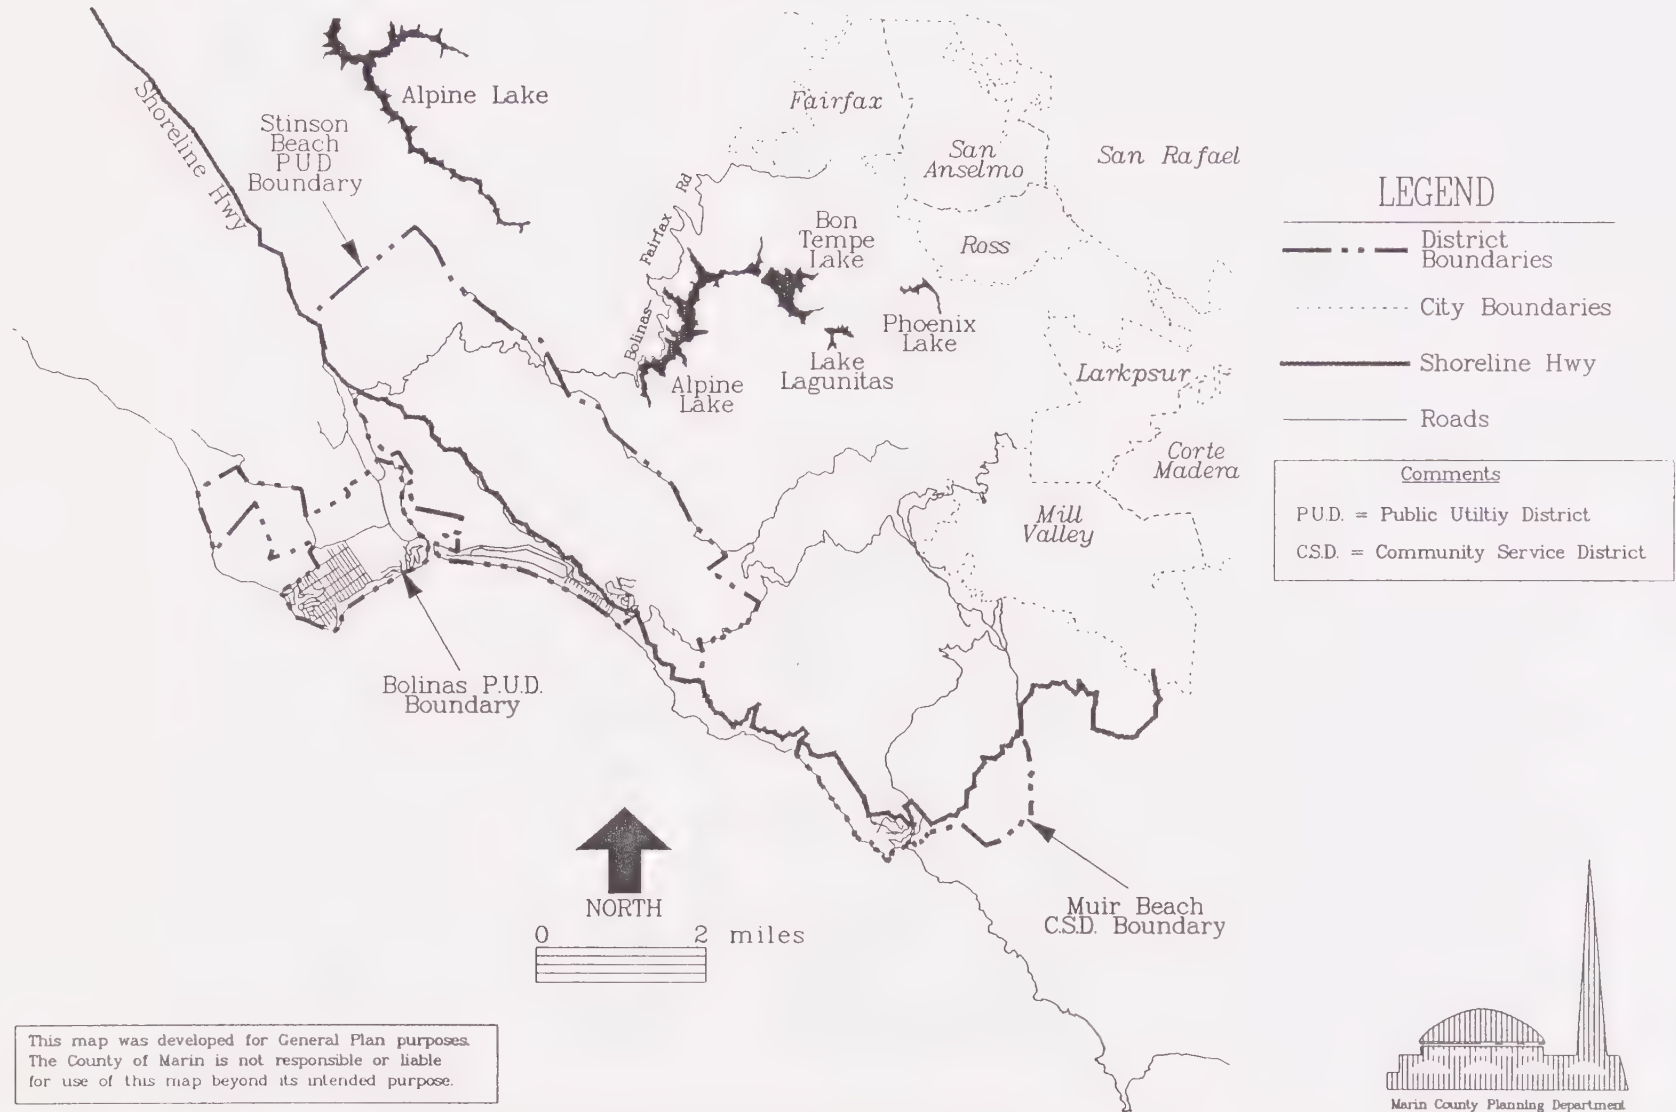 Shoreline Hwy
Alpine Lake
Stinson
Beach
P U D
Boundary
Fairfax
San
Anselmo
San Rafael
Ross
Bolinas-
Fairfax
Rd
Bon
Tempe
Lake
Phoenix
Lake
Lake
Lagunitas
Alpine
Lake
Larkpsur
Corte
Madera
Mill
Valley
Bolinas P.U.D.
Boundary
Muir Beach
C.S.D. Boundary
NORTH
0 2 miles
LEGEND
District
Boundaries
City Boundaries
Shoreline Hwy
Roads
Comments
P.U.D. = Public Utiltiy District
C.S.D. = Community Service District
This map was developed for General Plan purposes.
The County of Marin is not responsible or liable
for use of this map beyond its intended purpose.
Marin County Planning Department